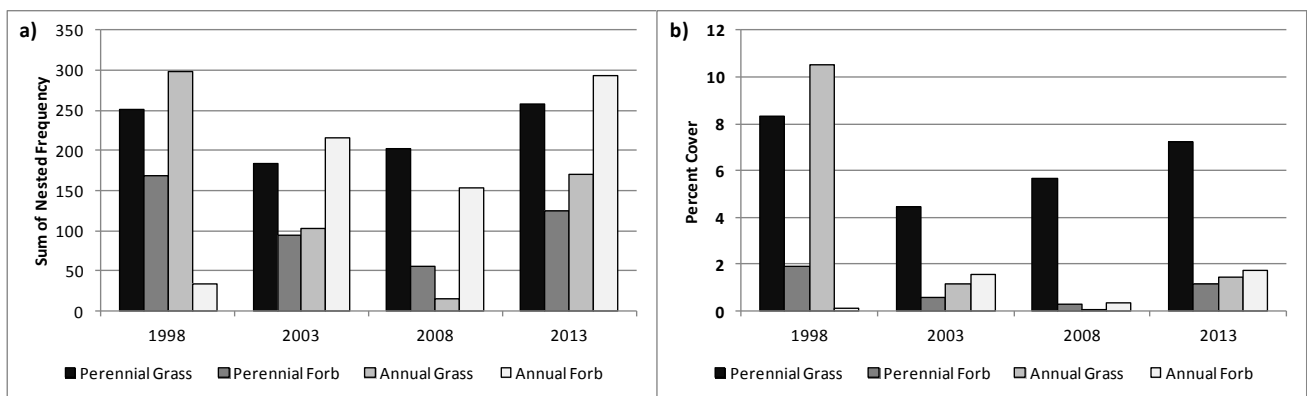 a)
350
300
250
200
150
100
50
0
Sum of Nested Frequency
1998 2003 2008 2013
Perennial Grass Perennial Forb Annual Grass Annual Forb
b)
12
10
8
6
4
2
0
Percent Cover
1998 2003 2008 2013
Perennial Grass Perennial Forb Annual Grass Annual Forb